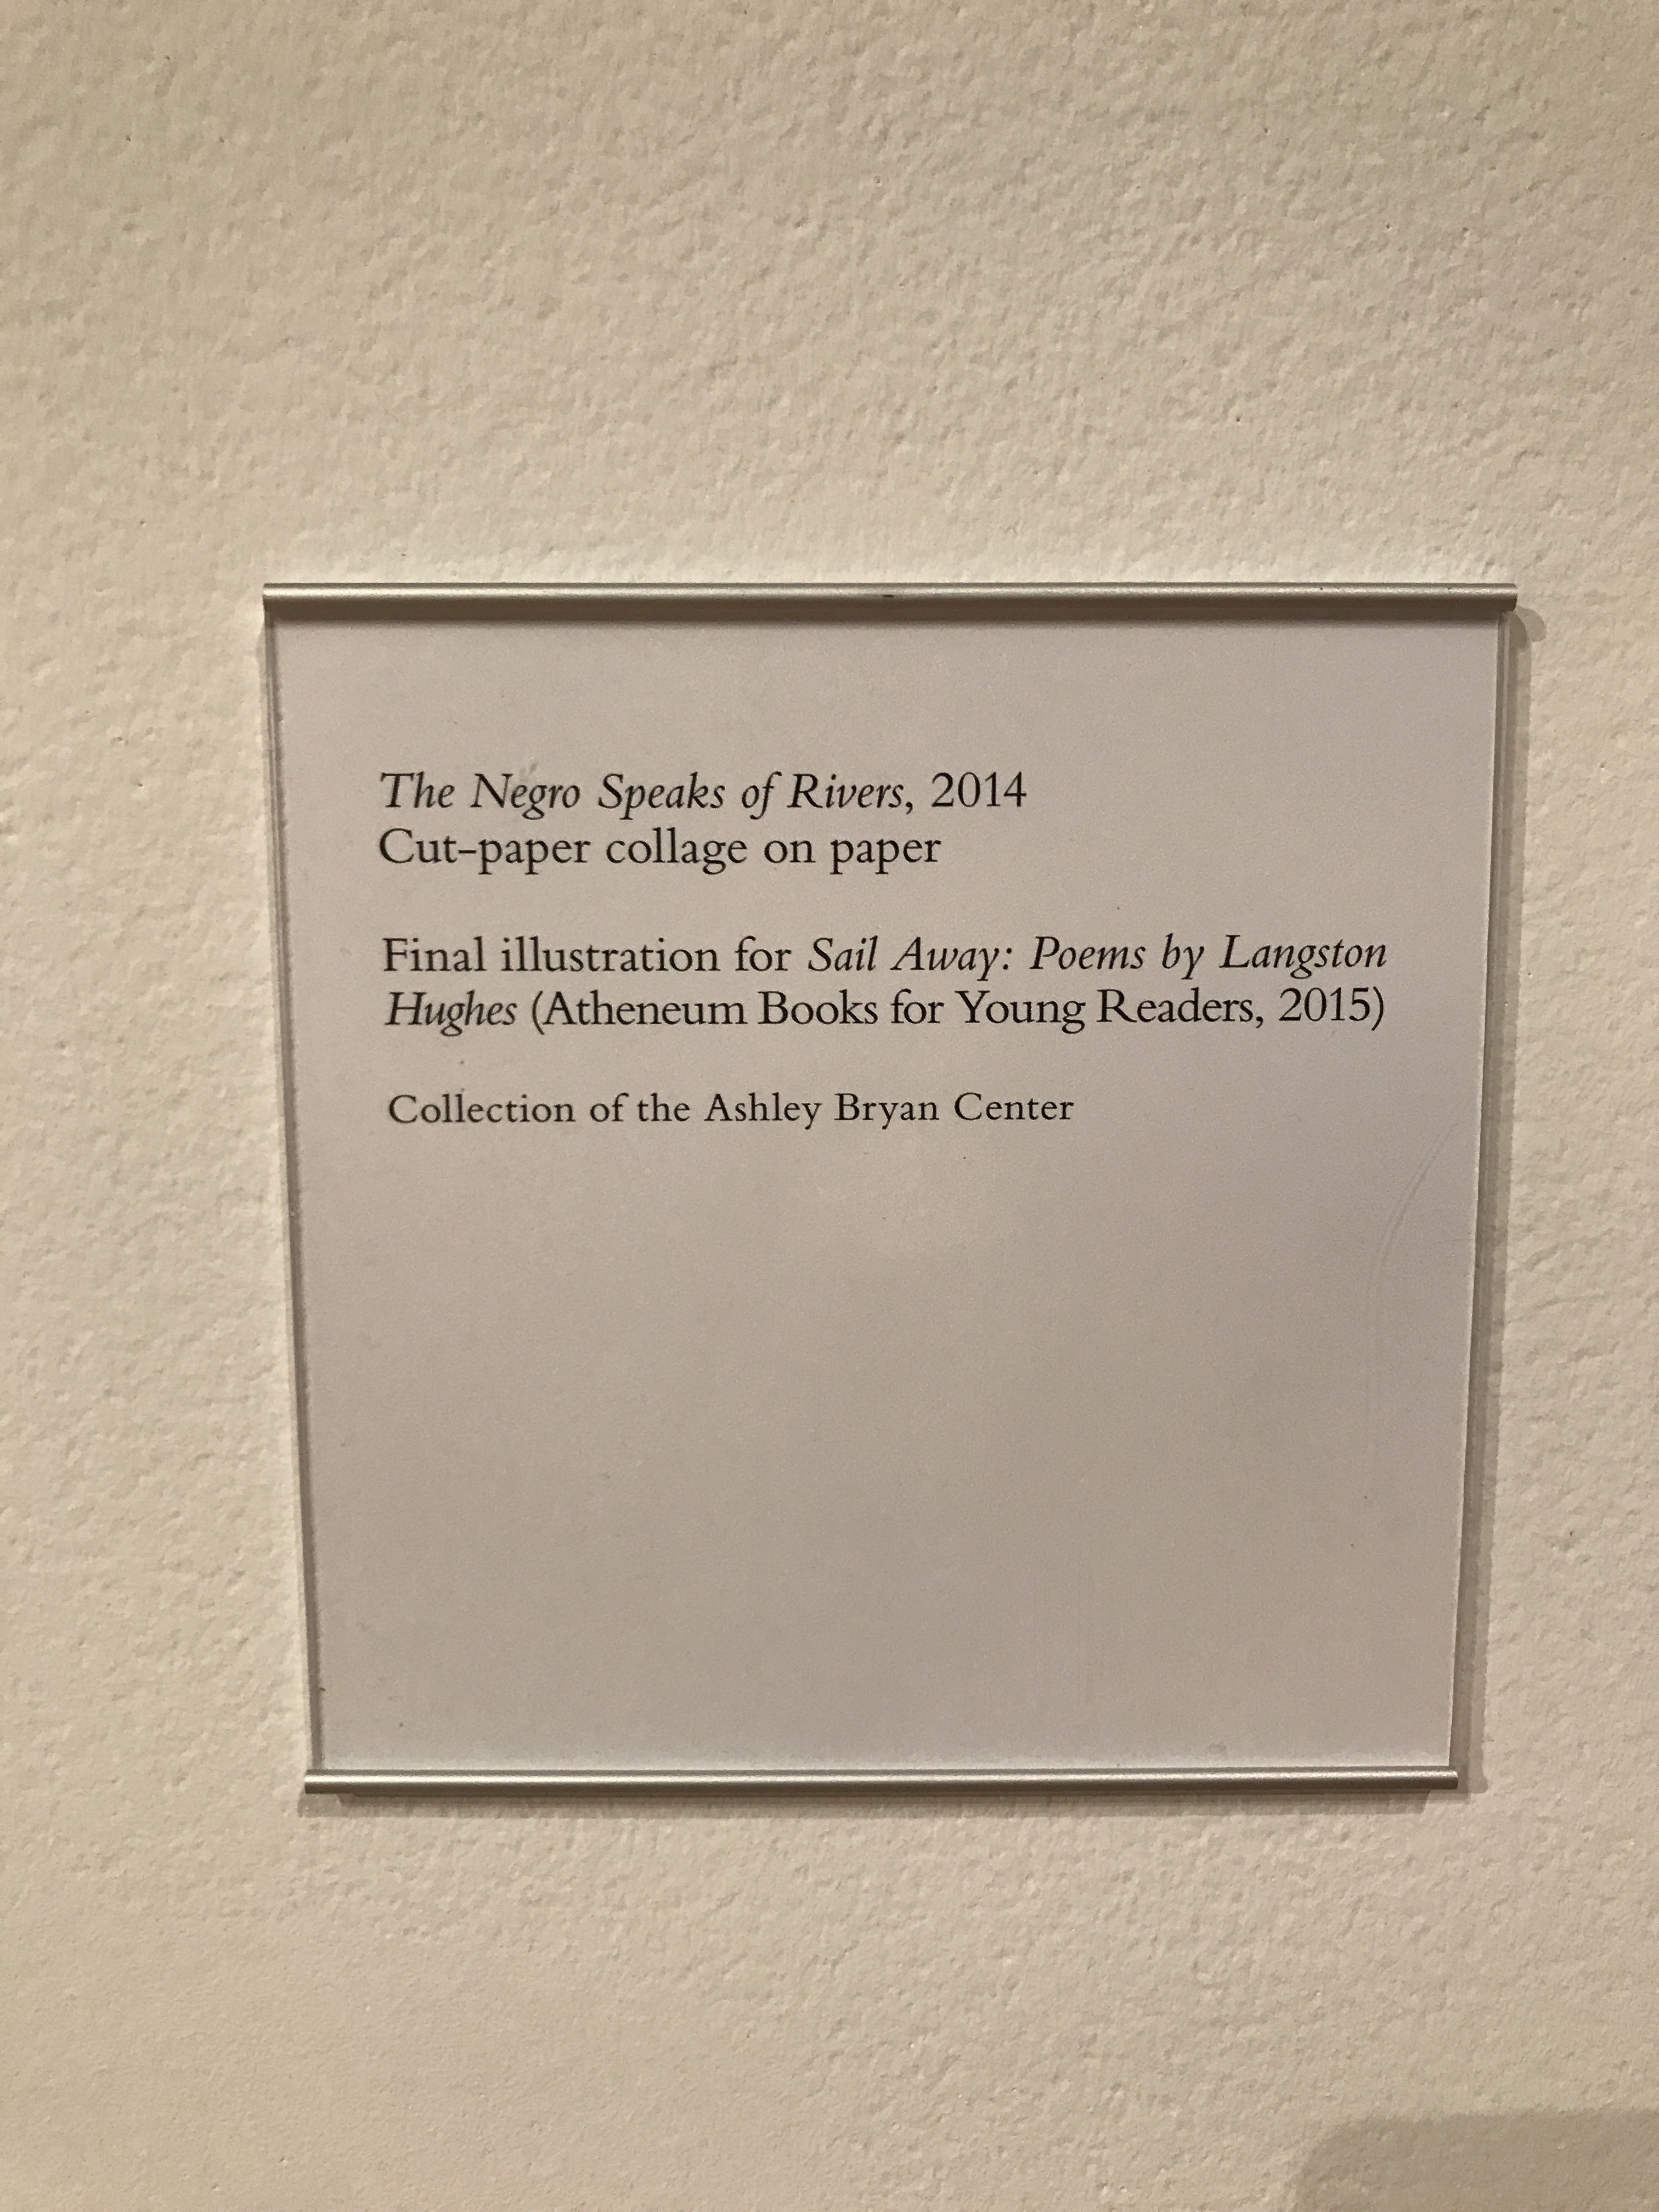 The Negro Speaks of Rivers, 2014
Cut-paper collage on paper
Final illustration for Sail Away: Poems by Langston
Hughes (Atheneum Books for Young Readers, 2015)
Collection of the Ashley Bryan Center